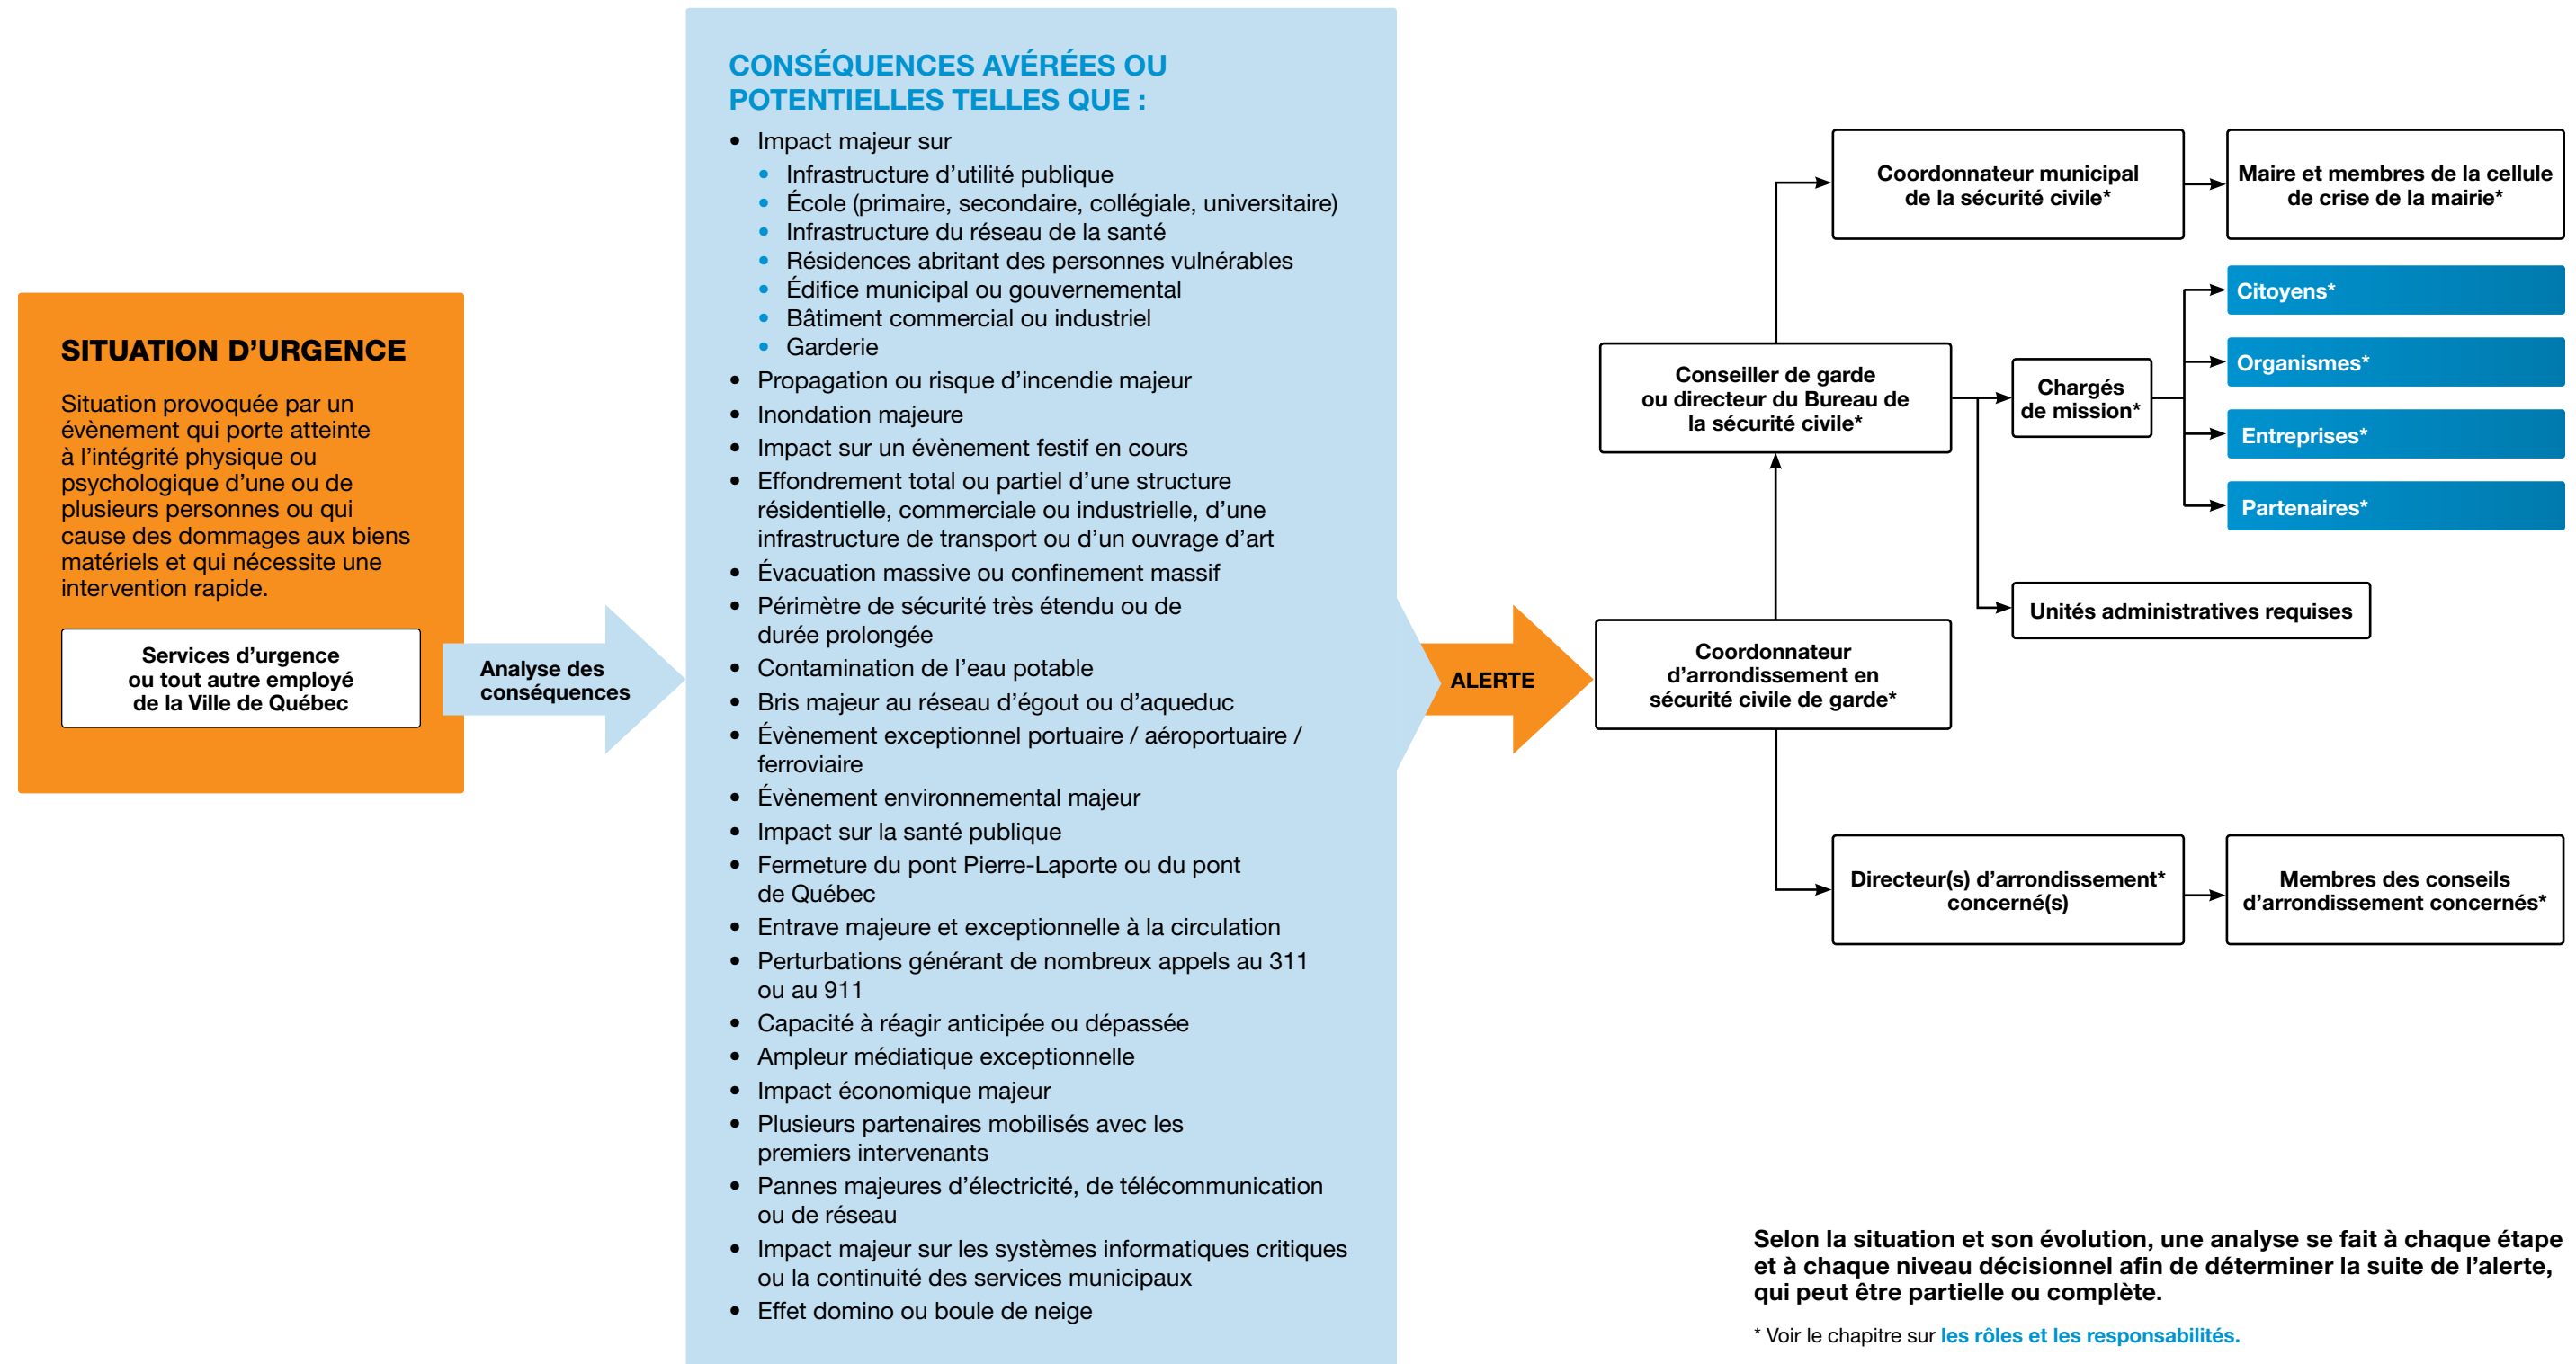 SITUATION D’URGENCE
Situation provoquée par un
évènement qui porte atteinte
à l’intégrité physique ou
psychologique d’une ou de
plusieurs personnes ou qui
cause des dommages aux biens
matériels et qui nécessite une
intervention rapide.
Services d’urgence
ou tout autre employé
de la Ville de Québec
Analyse des
conséquences
CONSÉQUENCES AVÉRÉES OU
POTENTIELLES TELLES QUE :
• Impact majeur sur
• Infrastructure d’utilité publique
• École (primaire, secondaire, collégiale, universitaire)
• Infrastructure du réseau de la santé
• Résidences abritant des personnes vulnérables
• Édifice municipal ou gouvernemental
• Bâtiment commercial ou industriel
• Garderie
• Propagation ou risque d’incendie majeur
• Inondation majeure
• Impact sur un évènement festif en cours
• Effondrement total ou partiel d’une structure
résidentielle, commerciale ou industrielle, d’une
infrastructure de transport ou d’un ouvrage d’art
• Évacuation massive ou confinement massif
• Périmètre de sécurité très étendu ou de
durée prolongée
• Contamination de l’eau potable
• Bris majeur au réseau d’égout ou d’aqueduc
• Évènement exceptionnel portuaire / aéroportuaire /
ferroviaire
• Évènement environnemental majeur
• Impact sur la santé publique
• Fermeture du pont Pierre-Laporte ou du pont
de Québec
• Entrave majeure et exceptionnelle à la circulation
• Perturbations générant de nombreux appels au 311
ou au 911
• Capacité à réagir anticipée ou dépassée
• Ampleur médiatique exceptionnelle
• Impact économique majeur
• Plusieurs partenaires mobilisés avec les
premiers intervenants
• Pannes majeures d’électricité, de télécommunication
ou de réseau
• Impact majeur sur les systèmes informatiques critiques
ou la continuité des services municipaux
• Effet domino ou boule de neige
ALERTE
Coordonnateur
d’arrondissement en
sécurité civile de garde*
Conseiller de garde
ou directeur du Bureau de
la sécurité civile*
Coordonnateur municipal
de la sécurité civile*
Maire et membres de la cellule
de crise de la mairie*
Chargés
de mission*
Citoyens*
Organismes*
Entreprises*
Partenaires*
Unités administratives requises
Directeur(s) d’arrondissement*
concerné(s)
Membres des conseils
d’arrondissement concernés*
Selon la situation et son évolution, une analyse se fait à chaque étape
et à chaque niveau décisionnel afin de déterminer la suite de l’alerte,
qui peut être partielle ou complète.
* Voir le chapitre sur les rôles et les responsabilités.